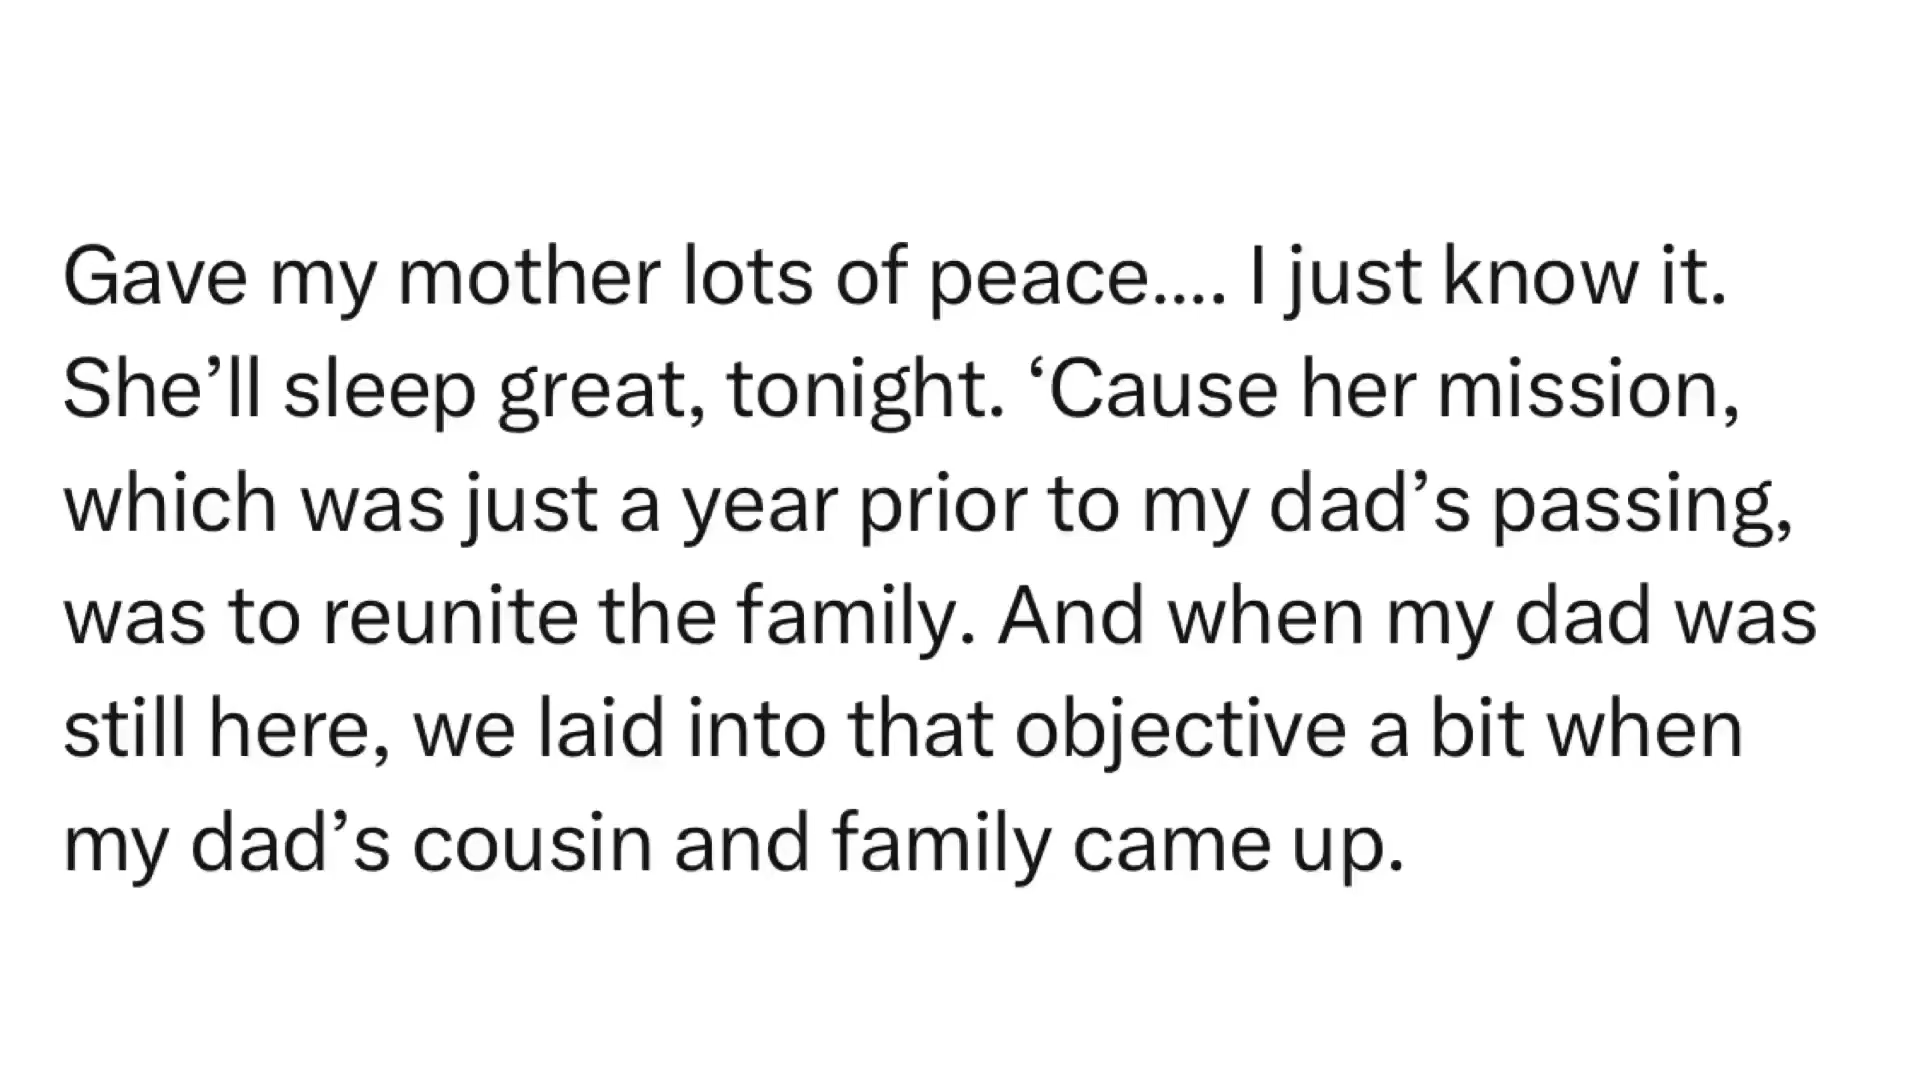 Gave my mother lots of peace.... I just know it.
She’ll sleep great, tonight. ‘Cause her mission,
which was just a year prior to my dad’s passing,
was to reunite the family. And when my dad was
still here, we laid into that objective a bit when
my dad’s cousin and family came up.